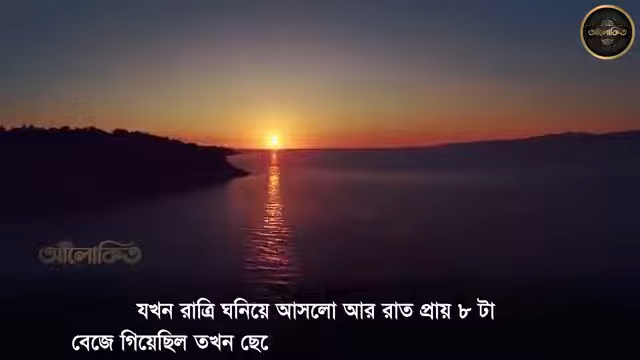 আলোকিত
আলোকিত
যখন রাত্রি ঘনিয়ে আসলো আর রাত প্রায় ৮ টা
বেজে গিয়েছিল তখন ছেে